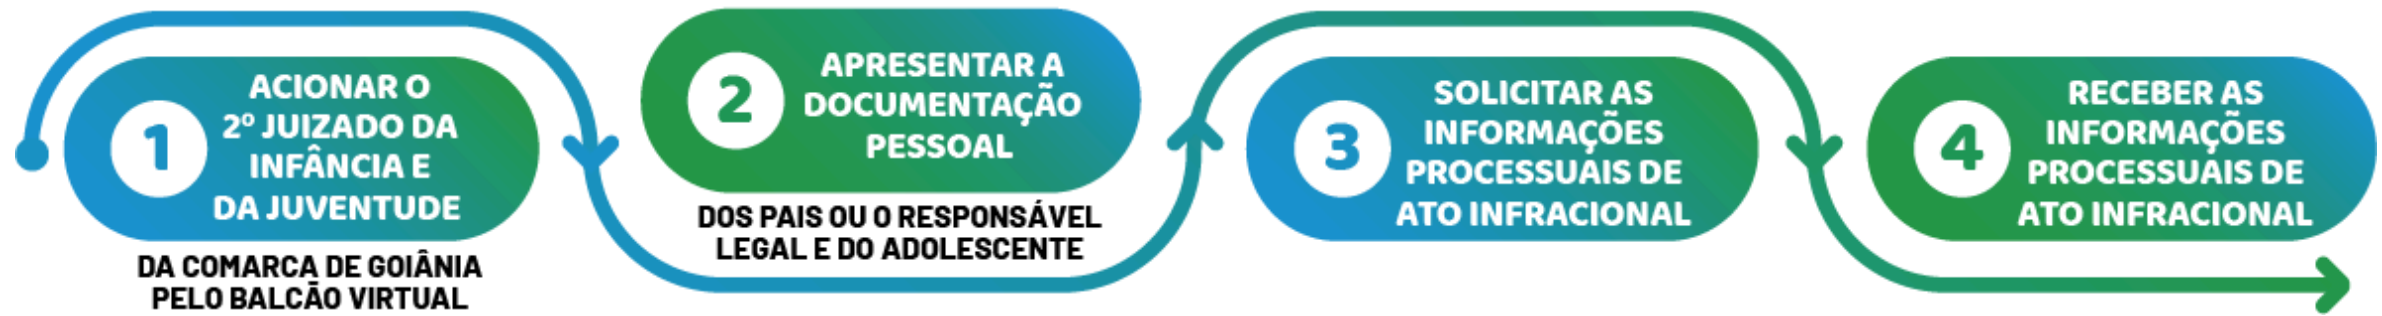 1
ACIONAR O
2º JUIZADO DA
INFÂNCIA E
DA JUVENTUDE
DA COMARCA DE GOIÂNIA
PELO BALCÃO VIRTUAL
2
APRESENTAR A
DOCUMENTAÇÃO
PESSOAL
DOS PAIS OU O RESPONSÁVEL
LEGAL E DO ADOLESCENTE
3
SOLICITAR AS
INFORMAÇÕES
PROCESSUAIS DE
ATO INFRACIONAL
4
RECEBER AS
INFORMAÇÕES
PROCESSUAIS DE
ATO INFRACIONAL